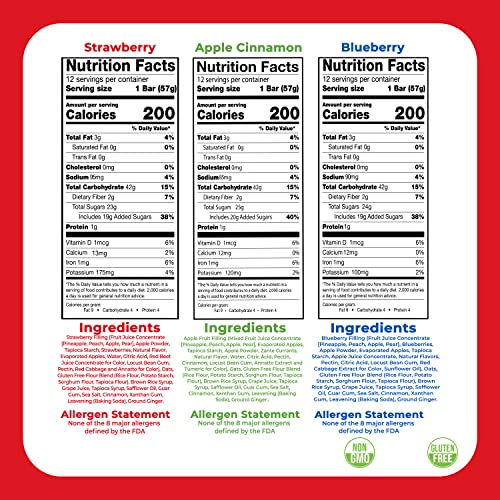 Strawberry
Nutrition Facts
12 servings per container
Serving size 1 Bar (57g)
Amount per serving
Calories 200
% Daily Value*
Total Fat 3g 4%
Saturated Fat 0g 0%
Trans Fat 0g
Cholesterol 0mg 0%
Sodium 95mg 4%
Total Carbohydrate 42g 15%
Dietary Fiber 2g 7%
Total Sugars 23g
Includes 19g Added Sugars 38%
Protein 1g
Vitamin D 1mcg 6%
Calcium 13mg 2%
Iron 1mg 6%
Potassium 175mg 4%
*The % Daily Value tells you how much a nutrient in a
serving of food contributes to a daily diet. 2,000 calories
a day is used for general nutrition advice.
Calories per gram:
Fat 9 • Carbohydrate 4 • Protein 4
Ingredients
Strawberry Filling (Fruit Juice Concentrate
[Pineapple, Peach, Apple, Pear], Apple Powder,
Tapioca Starch, Strawberries, Natural Flavor,
Evaporated Apples, Water, Citric Acid, Red Beet
Juice Concentrate (Color), Locust Bean Gum,
Pectin, Red Cabbage and Annatto for Color), Oats,
Gluten Free Flour Blend (Rice Flour, Potato Starch,
Sorghum Flour, Tapioca), Brown Rice Syrup,
Grape Juice, Tapioca Syrup, Safflower Oil, Guar
Gum, Sea Salt, Cinnamon, Xanthan Gum,
Leavening (Baking Soda), Ground Ginger.
Allergen Statement
None of the 8 major allergens
defined by the FDA
Apple Cinnamon
Nutrition Facts
12 servings per container
Serving size 1 Bar (57g)
Amount per serving
Calories 200
% Daily Value*
Total Fat 3g 4%
Saturated Fat 0g 0%
Trans Fat 0g
Cholesterol 0mg 0%
Sodium 85mg 4%
Total Carbohydrate 42g 15%
Dietary Fiber 2g 7%
Total Sugars 25g
Includes 20g Added Sugars 40%
Protein 1g
Vitamin D 1mcg 6%
Calcium 12mg 0%
Iron 1mg 6%
Potassium 120mg 2%
*The % Daily Value tells you how much a nutrient in a
serving of food contributes to a daily diet. 2,000 calories
a day is used for general nutrition advice.
Calories per gram:
Fat 9 • Carbohydrate 4 • Protein 4
Ingredients
Apple Fruit Filling (Mixed Fruit Juice Concentrate
[Pineapple, Peach, Apple, Pear], Evaporated Apples,
Tapioca Starch, Apple Powder, Zante Currants,
Natural Flavor, Water, Citric Acid, Pectin,
Cinnamon, Locust Bean Gum, Annatto Extract and
Tumeric for Color), Oats, Gluten Free Flour Blend
(Rice Flour, Potato Starch, Sorghum Flour,
Tapioca), Brown Rice Syrup, Grape Juice, Tapioca
Syrup, Safflower Oil, Guar Gum, Sea Salt,
Cinnamon, Xanthan Gum, Leavening (Baking
Soda), Ground Ginger.
Allergen Statement
None of the 8 major allergens
defined by the FDA
Blueberry
Nutrition Facts
12 servings per container
Serving size 1 Bar (57g)
Amount per serving
Calories 200
% Daily Value*
Total Fat 3g 4%
Saturated Fat 0g 0%
Trans Fat 0g
Cholesterol 0mg 0%
Sodium 90mg 4%
Total Carbohydrate 42g 15%
Dietary Fiber 2g 7%
Total Sugars 24g
Includes 19g Added Sugars 38%
Protein 1g
Vitamin D 1mcg 6%
Calcium 12mg 0%
Iron 1mg 6%
Potassium 100mg 2%
*The % Daily Value tells you how much a nutrient in a
serving of food contributes to a daily diet. 2,000 calories
a day is used for general nutrition advice.
Calories per gram:
Fat 9 • Carbohydrate 4 • Protein 4
Ingredients
Blueberry Filling (Fruit Juice Concentrate
[Pineapple, Apple, Peach, Pear], Blueberries,
Apple Powder, Evaporated Apples, Tapioca
Starch, Apple Juice Concentrate, Natural Flavors,
Pectin, Citric Acid, Locust Bean Gum, Red
Cabbage Extract for Color, Sunflower Oil), Oats,
Gluten Free Flour Blend (Rice Flour, Potato
Starch, Sorghum Flour, Tapioca), Brown
Rice Syrup, Grape Juice, Tapioca Syrup,
Safflower Oil, Guar Gum, Sea Salt,
Cinnamon, Xanthan Gum, Leavening
(Baking Soda), Ground Ginger.
Allergen Statement
None of the 8 major allergens
defined by the FDA
NON
GMO
GLUTEN
FREE